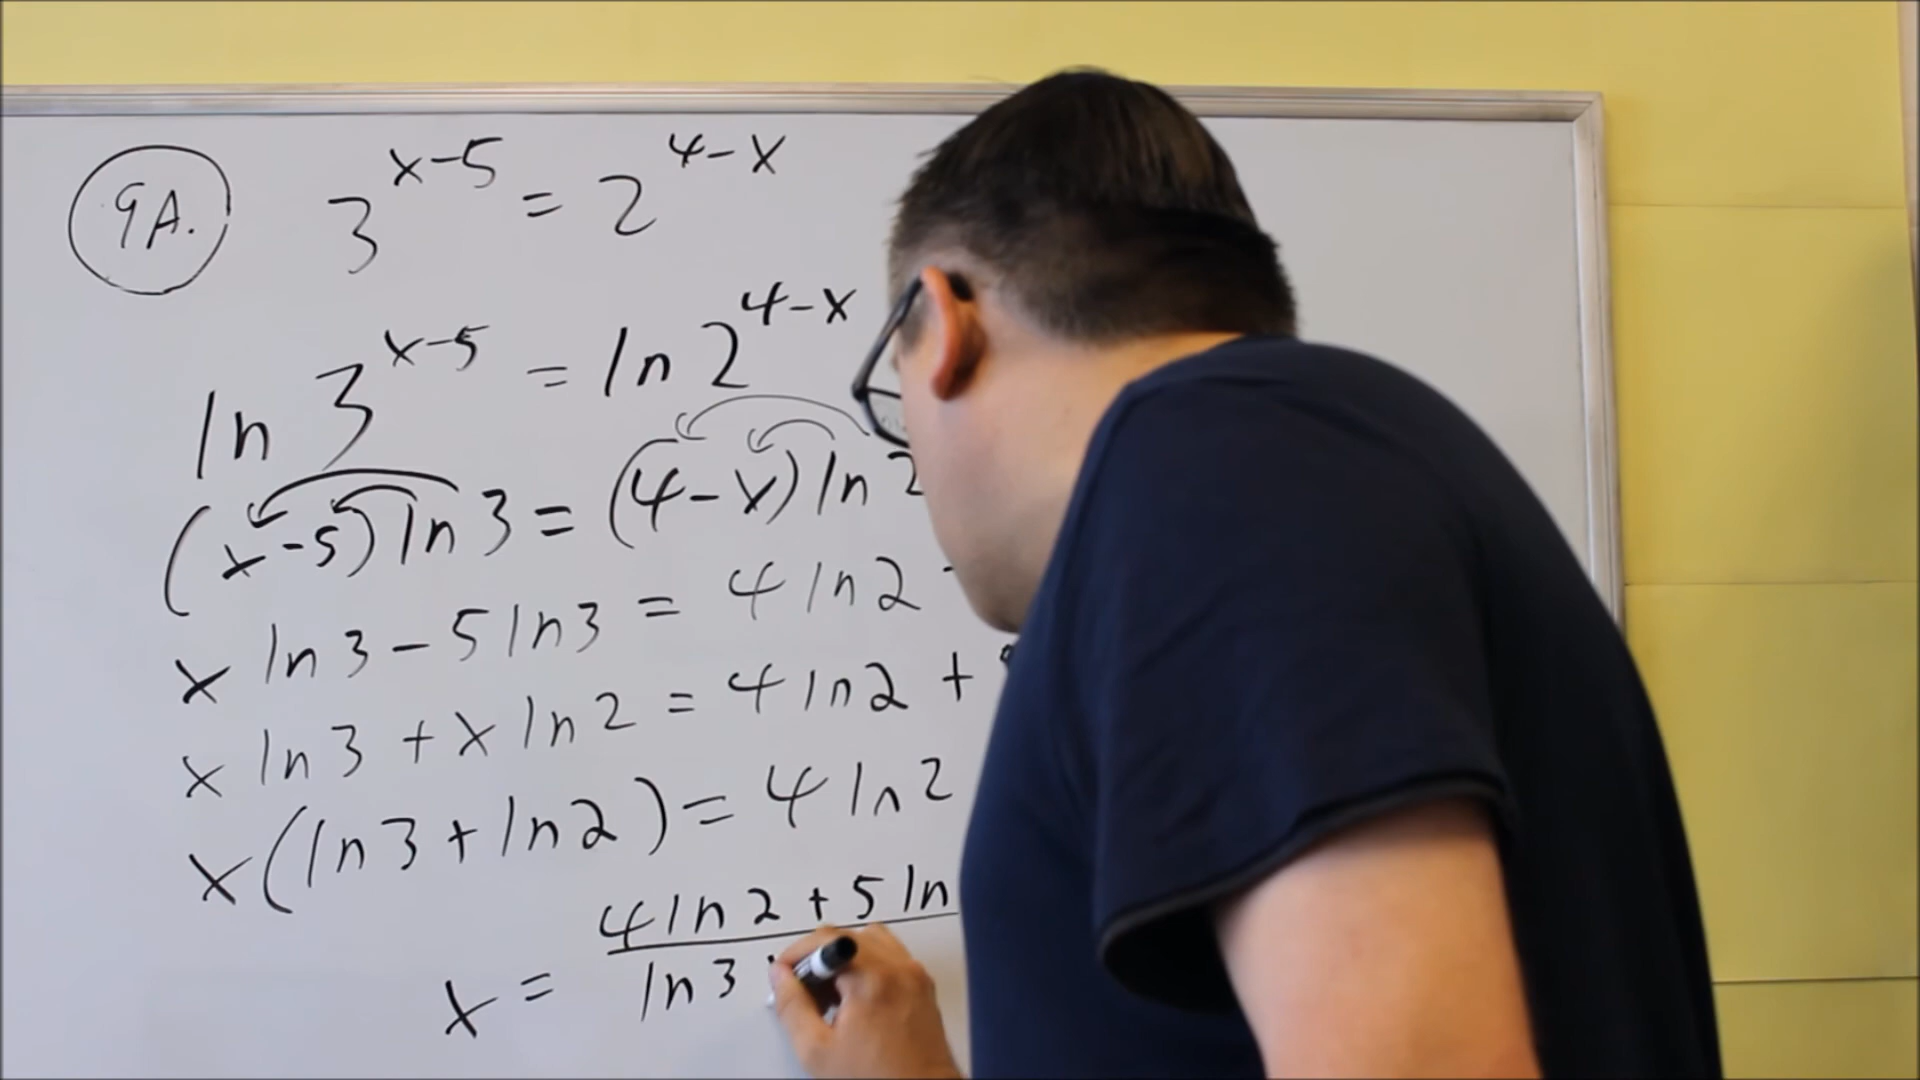 9A. 3^(x-5) = 2^(4-x)
ln 3^(x-5) = ln 2^(4-x)
(x-5) ln 3 = (4-x) ln 2
x ln 3 - 5 ln 3 = 4 ln 2 -
x ln 3 + x ln 2 = 4 ln 2 +
x (ln 3 + ln 2) = 4 ln 2
x = (4 ln 2 + 5 ln)/(ln 3)